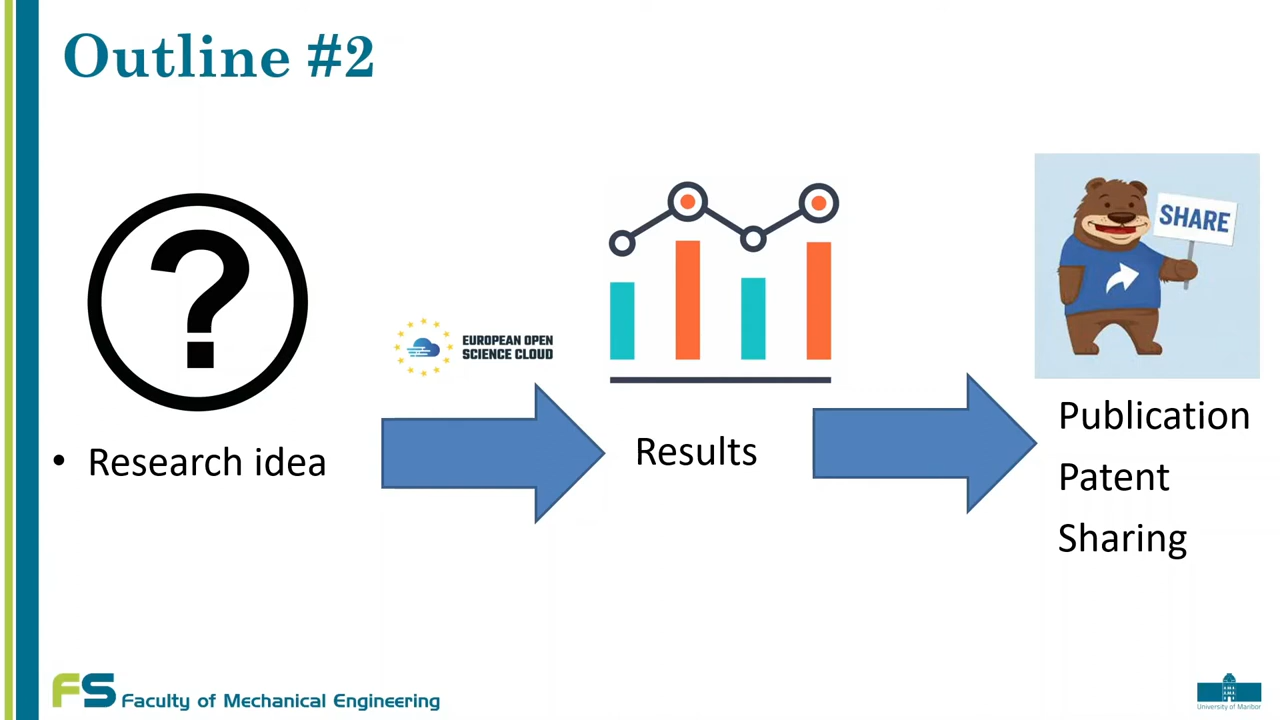 Outline #2
SHARE
EUROPEAN OPEN
SCIENCE CLOUD
• Research idea
Results
Publication
Patent
Sharing
FS Faculty of Mechanical Engineering
University of Maribor